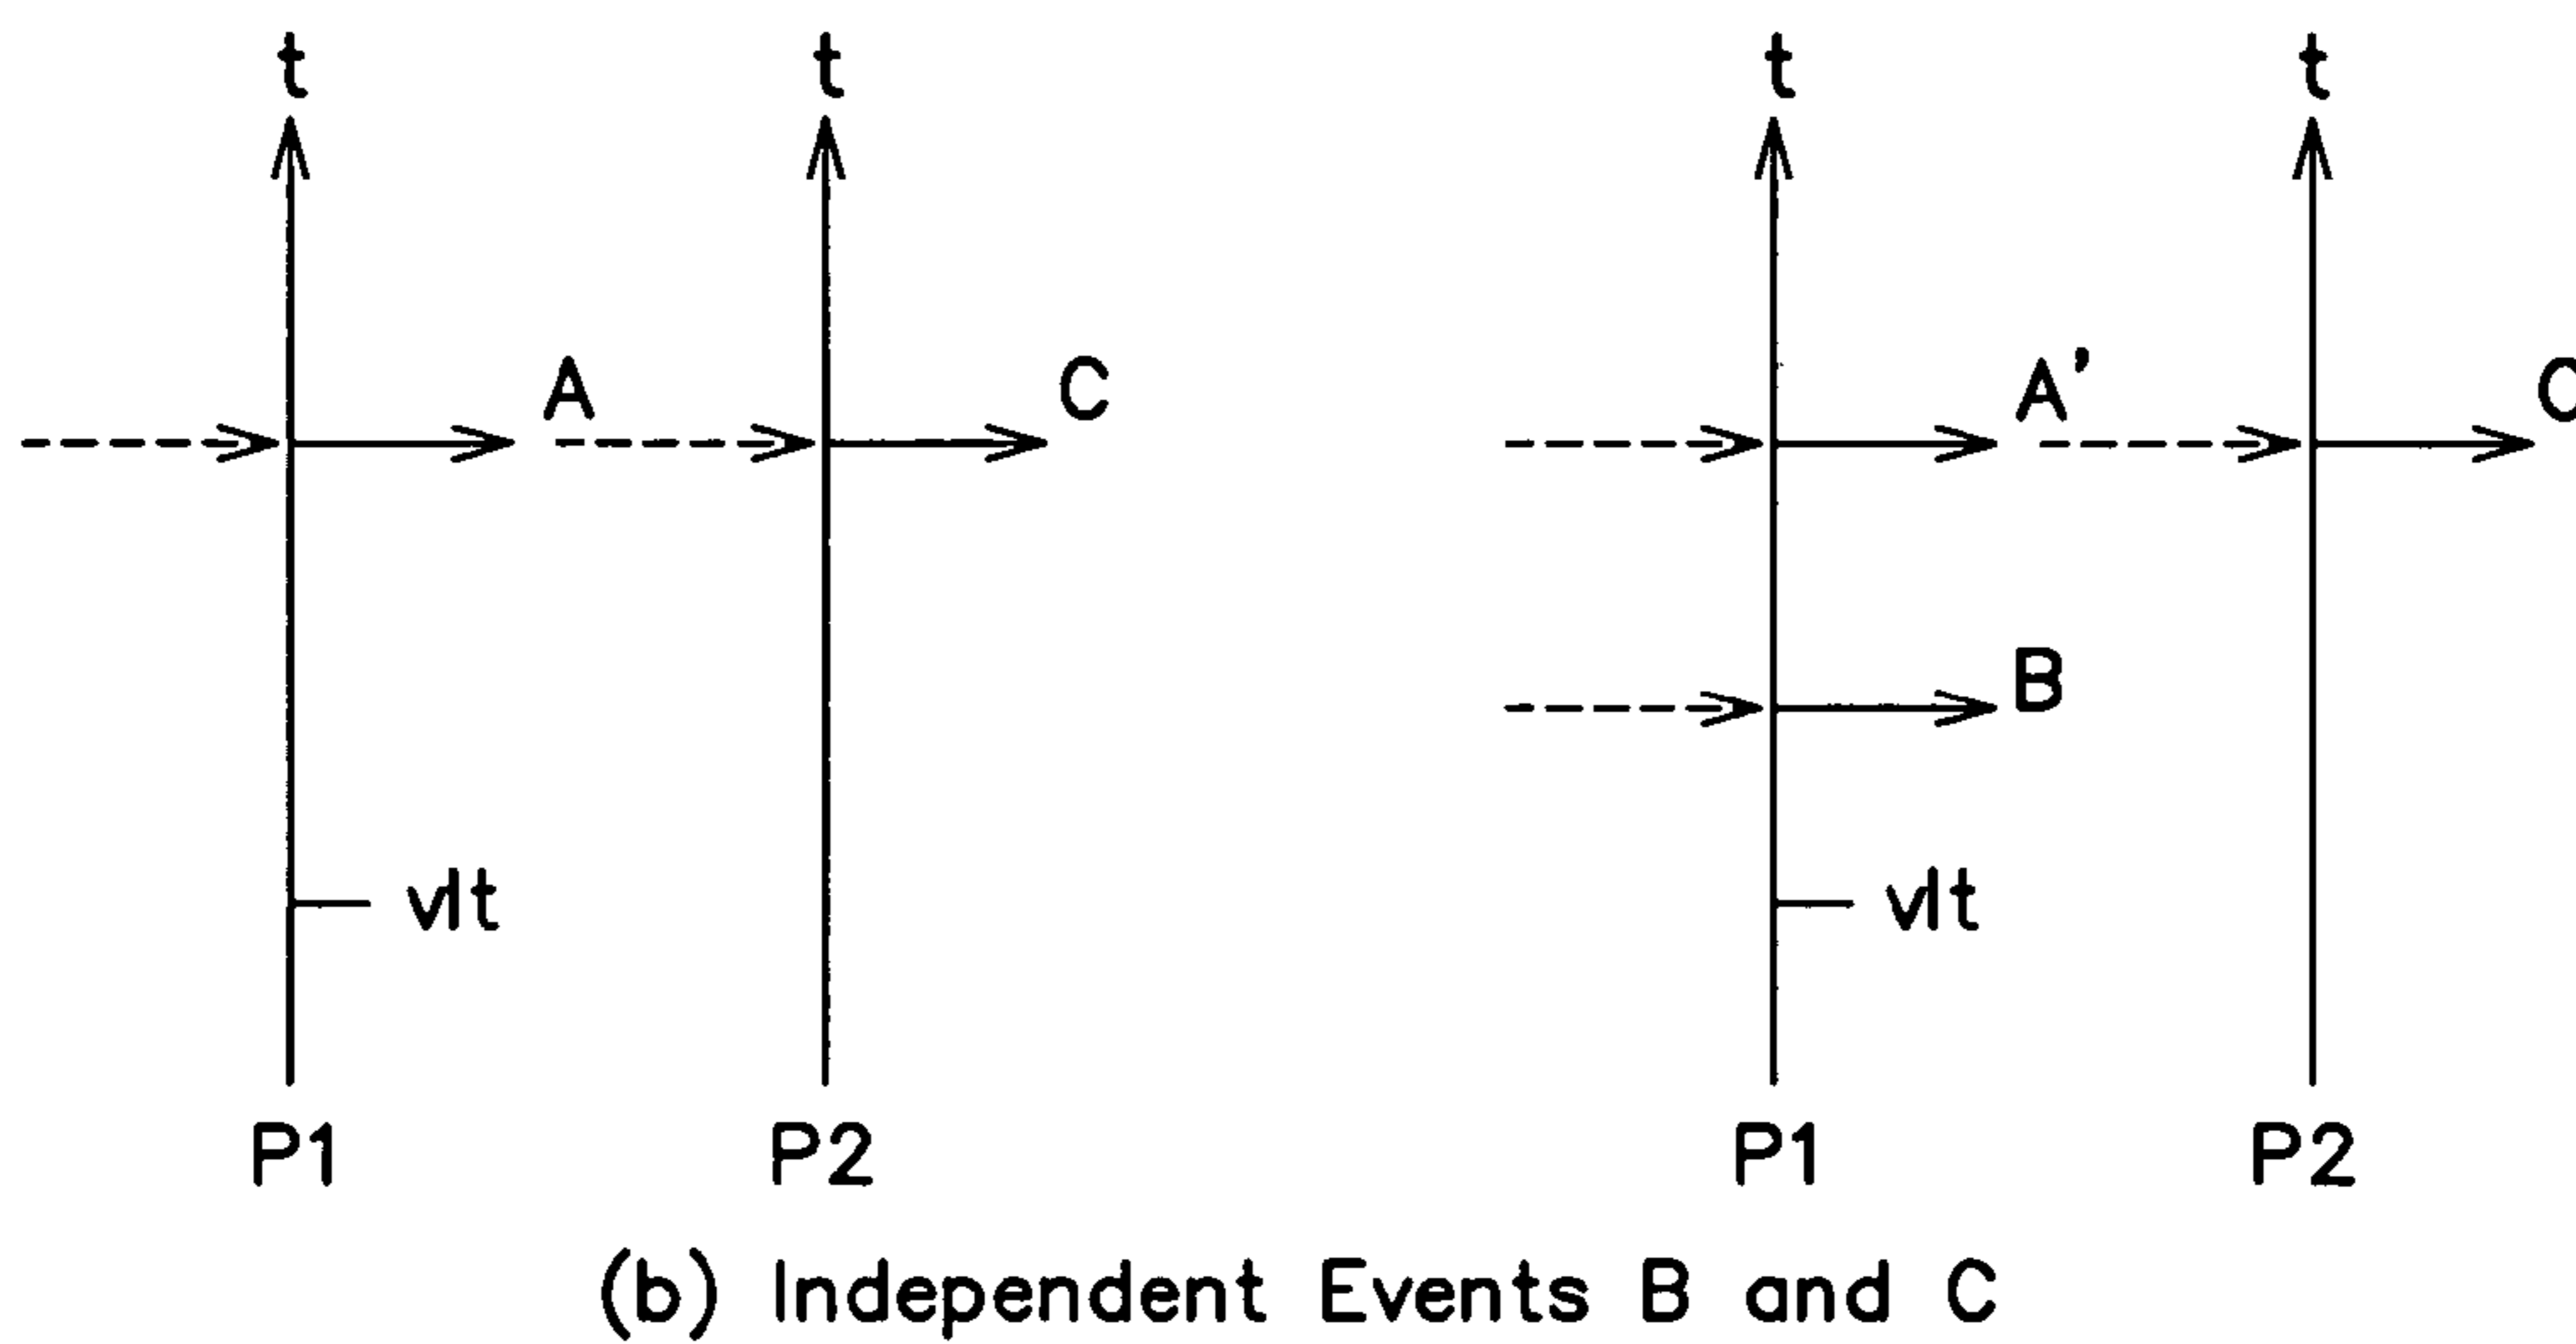 t t t t
A C A' C
B
vlt vlt
P1 P2 P1 P2
(b) Independent Events B and C